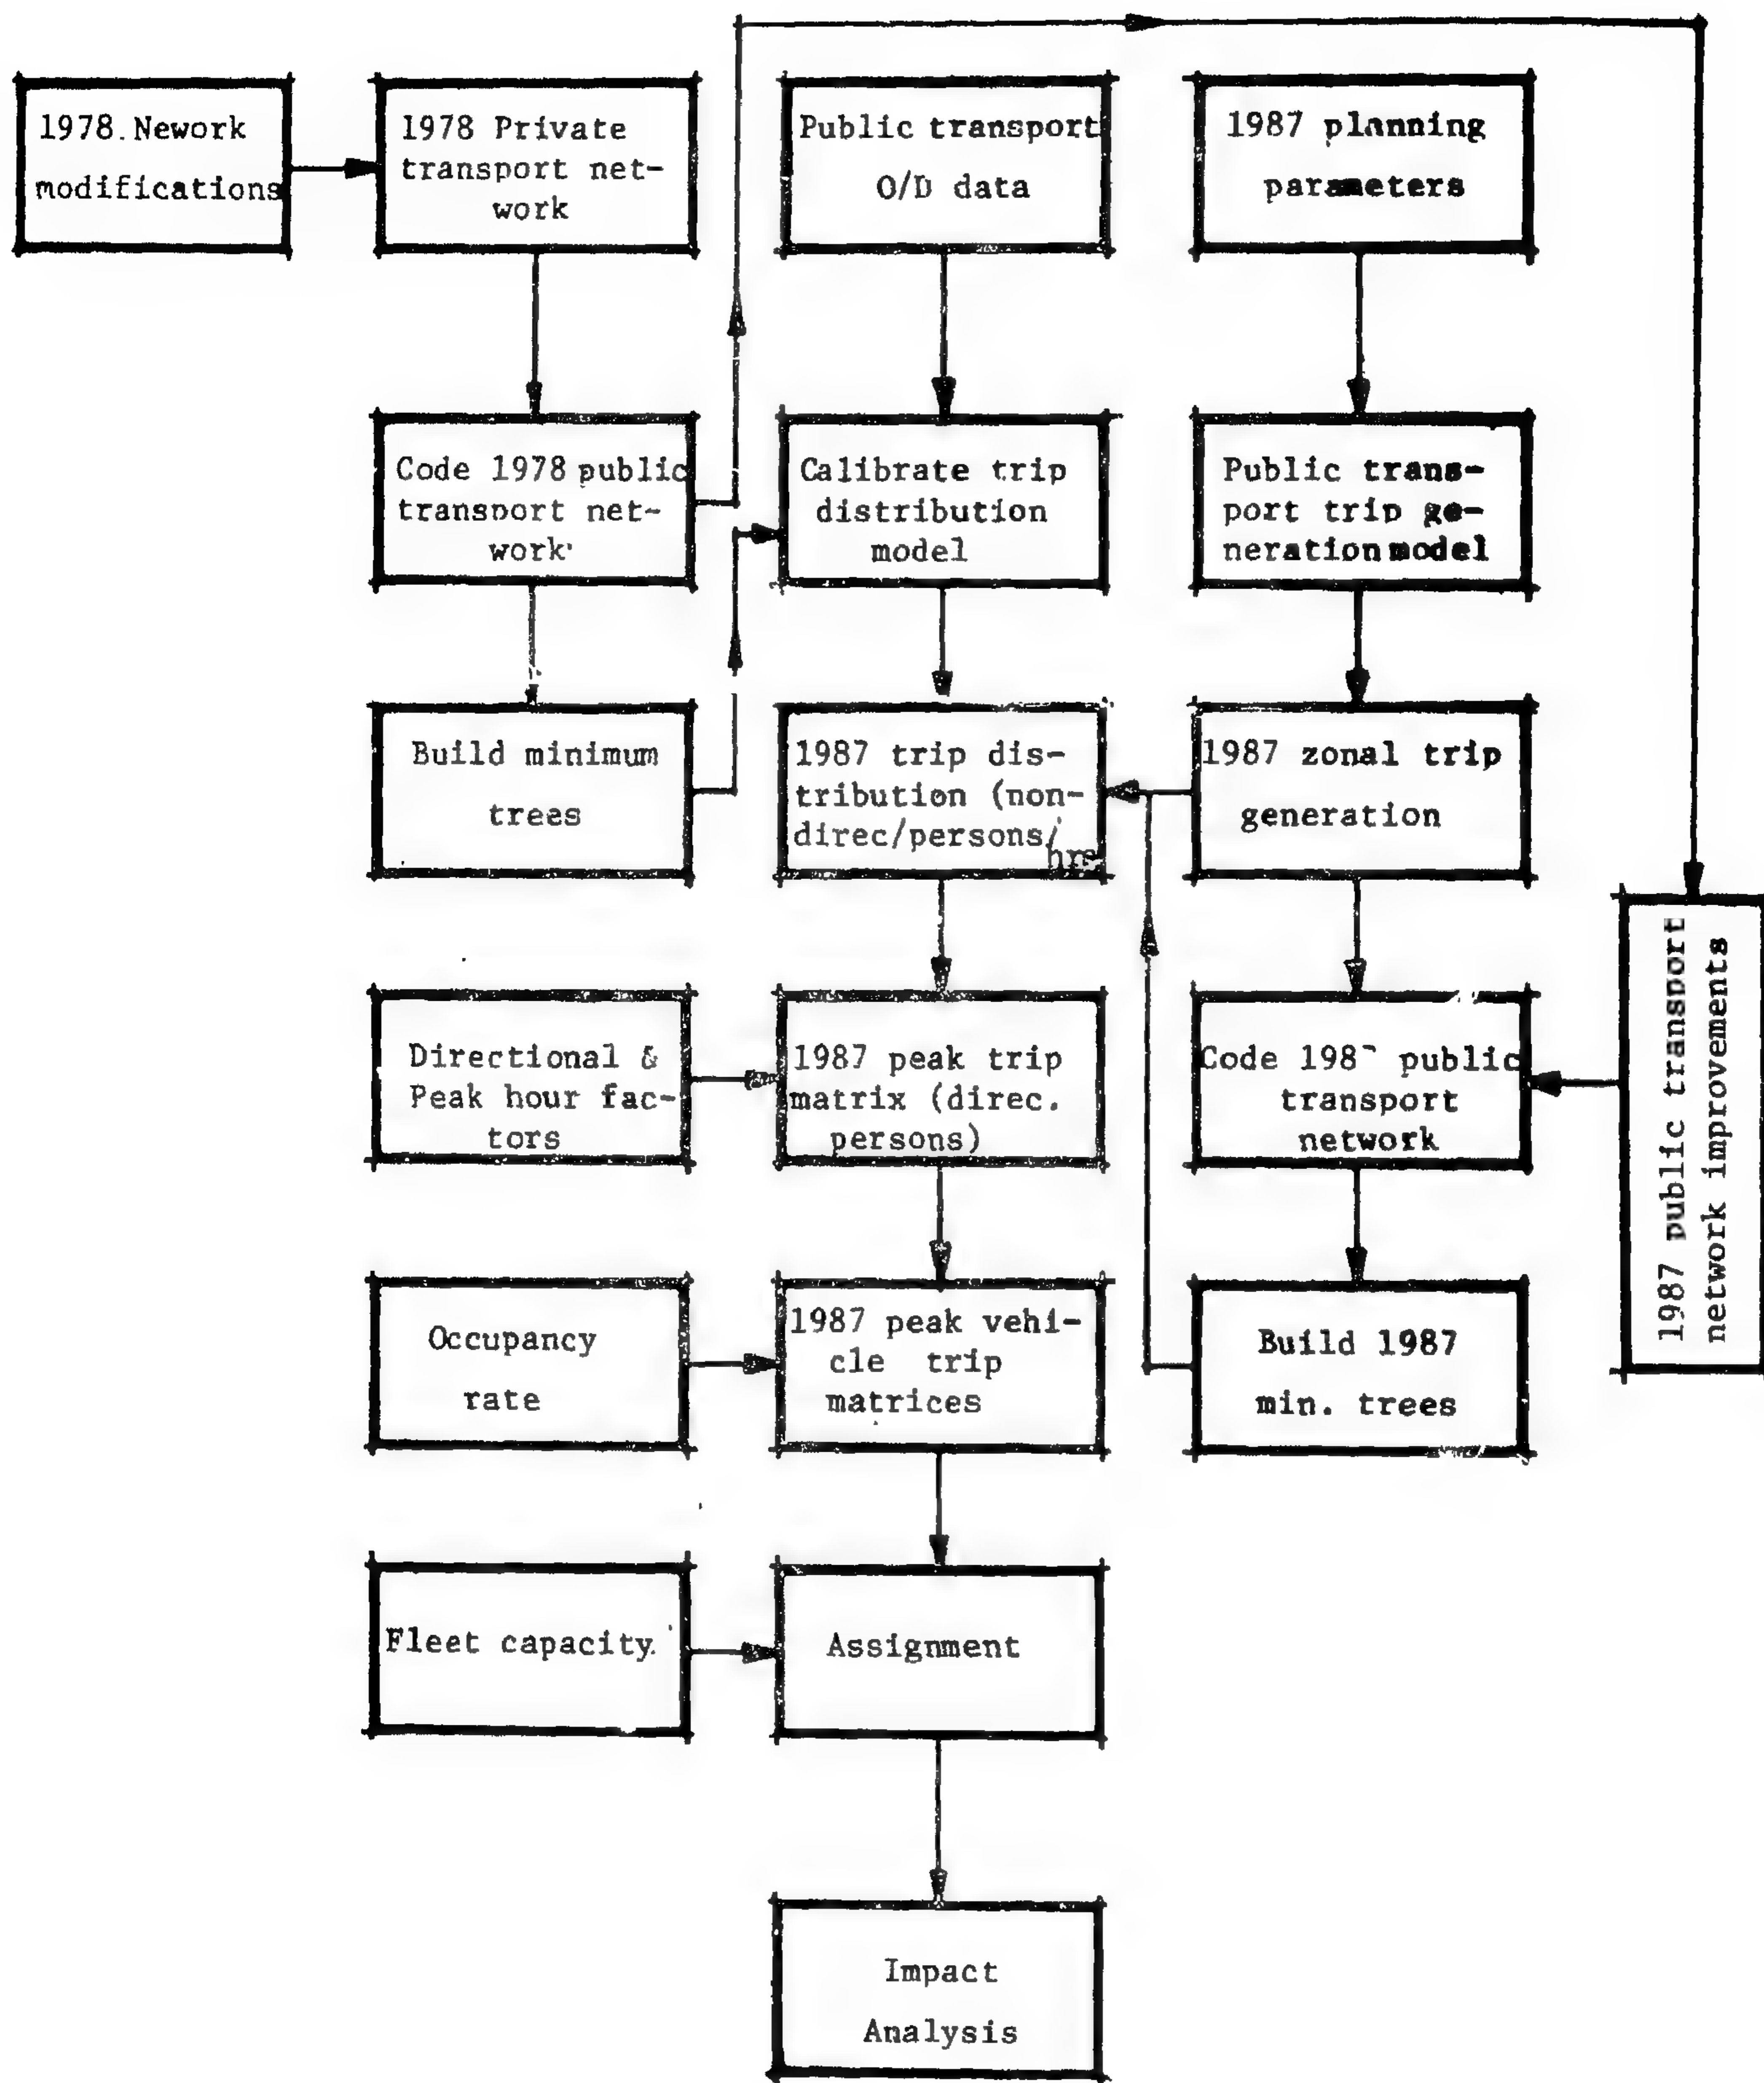 1978.Nework
modifications
1978 Private
transport net-
work
Public transport
O/D data
1987 planning
parameters
Code 1978 public
transport net-
work
Calibrate trip
distribution
model
Public trans-
port trip ge-
neration model
Build minimum
trees
1987 trip dis-
tribution (non-
direc/persons/
hrs
1987 zonal trip
generation
1987 public transport
network improvements
Directional &
Peak hour fac-
tors
1987 peak trip
matrix (direc.
persons)
Code 198 public
transport
network
Occupancy
rate
1987 peak vehi-
cle trip
matrices
Build 1987
min. trees
Fleet capacity.
Assignment
Impact
Analysis